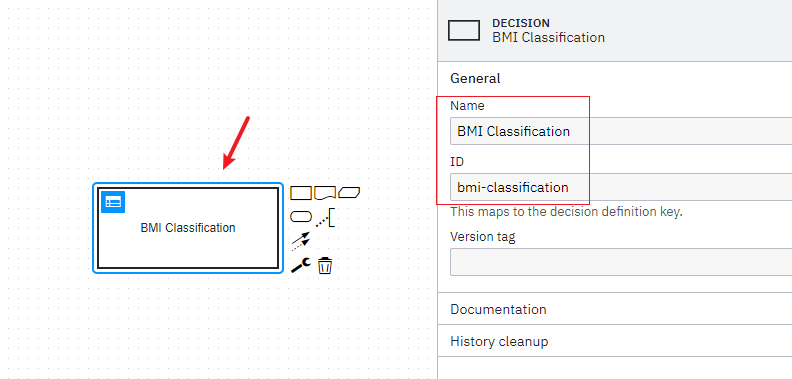 BMI Classification
DECISION
BMI Classification
General
Name
BMI Classification
ID
bmi-classification
This maps to the decision definition key.
Version tag
Documentation
History cleanup